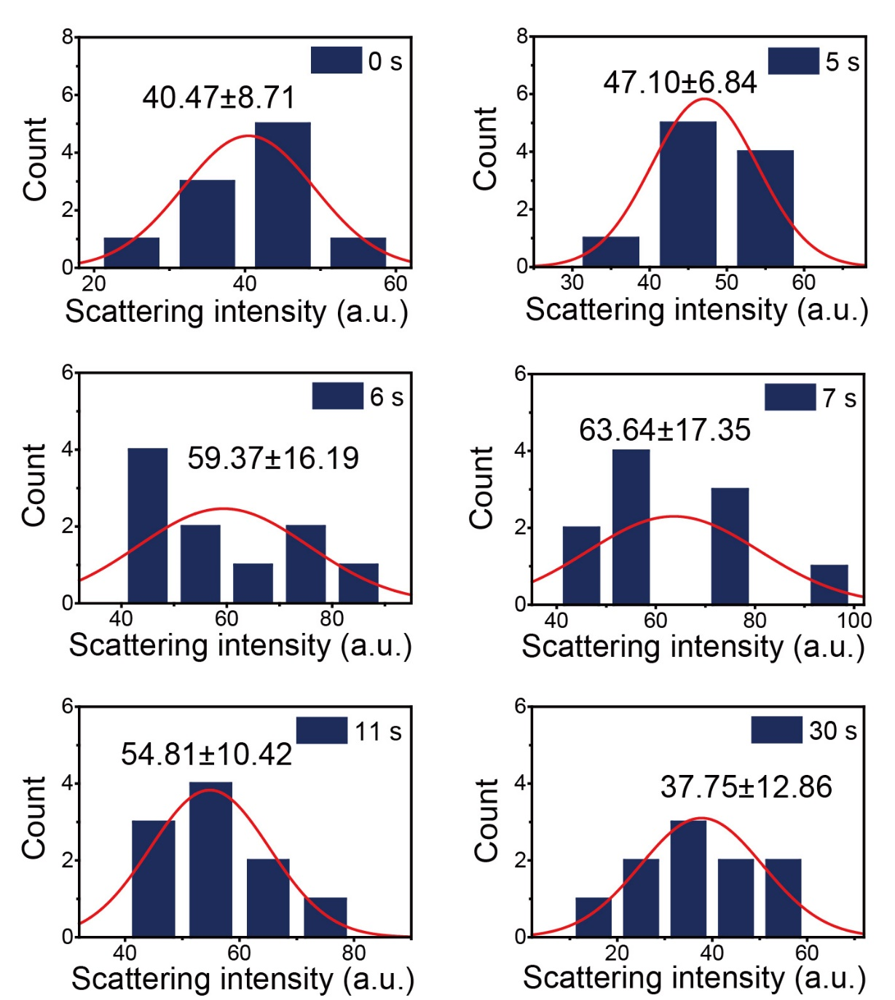 8
6
4
2
0
Count
0 s
40.47±8.71
20 40 60
Scattering intensity (a.u.)
8
6
4
2
0
Count
5 s
47.10±6.84
30 40 50 60
Scattering intensity (a.u.)
6
4
2
0
Count
6 s
59.37±16.19
40 60 80
Scattering intensity (a.u.)
6
4
2
0
Count
7 s
63.64±17.35
40 60 80 100
Scattering intensity (a.u.)
6
4
2
0
Count
11 s
54.81±10.42
40 60 80
Scattering intensity (a.u.)
6
4
2
0
Count
30 s
37.75±12.86
20 40 60
Scattering intensity (a.u.)